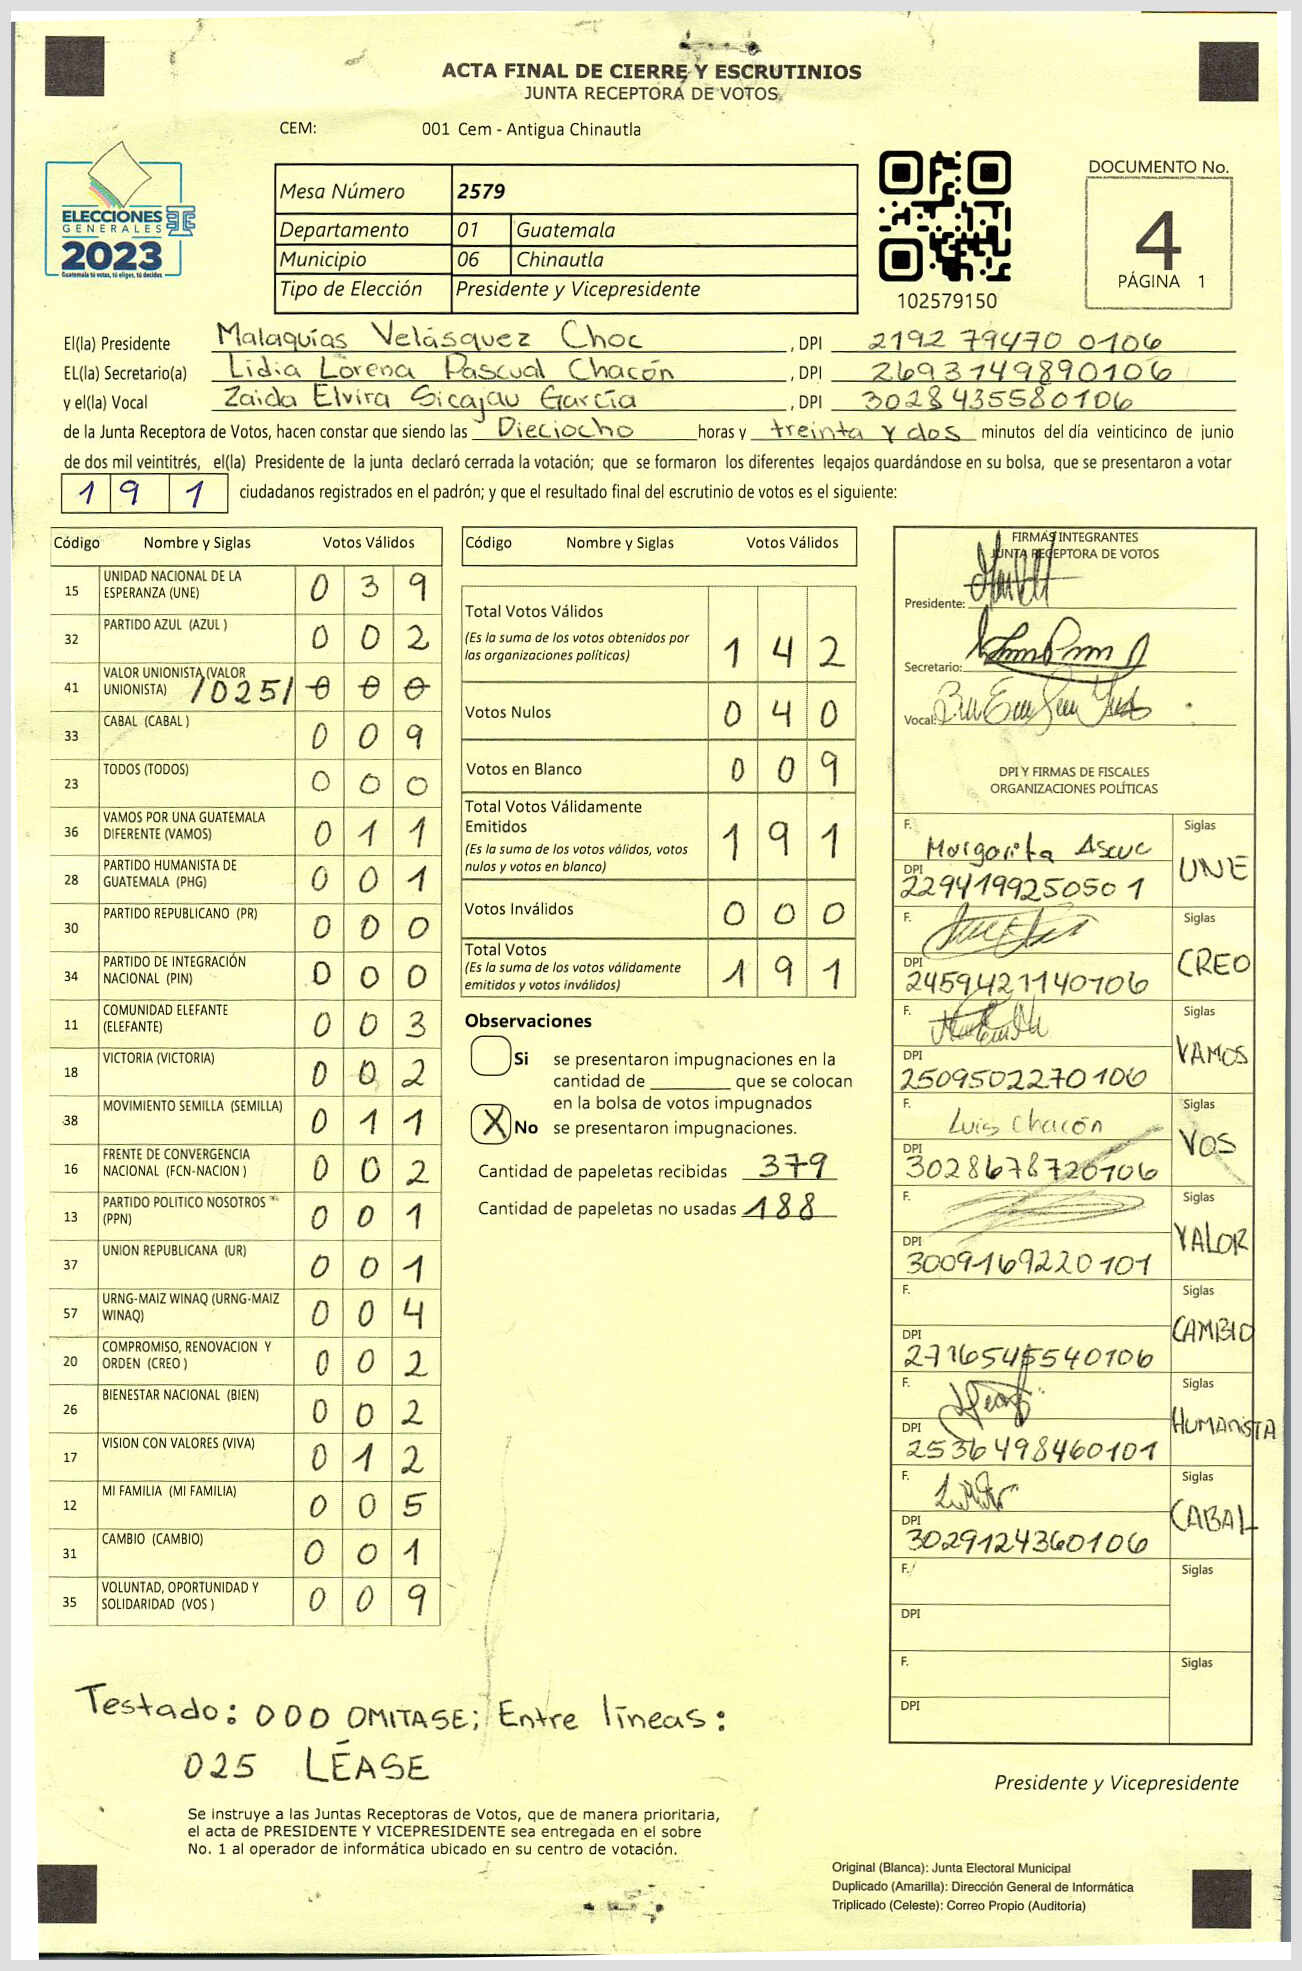 ACTA FINAL DE CIERRE Y ESCRUTINIOS
JUNTA RECEPTORA DE VOTOS
CEM: 001 Cem - Antigua Chinautla
ELECCIONES
GENERALES
2023
Guatemala tú votas, tú eliges, tú decides
Mesa Número 2579
Departamento 01 Guatemala
Municipio 06 Chinautla
Tipo de Elección Presidente y Vicepresidente
102579150
DOCUMENTO No.
4
PÁGINA 1
El(la) Presidente Malaquías Velásquez Choc, DPI 2192 79470 0106
EL(la) Secretario(a) Lidia Lorena Pascual Chacón, DPI 2693149890106
y el(la) Vocal Zaida Elvira Sicajau García, DPI 3028435580106
de la Junta Receptora de Votos, hacen constar que siendo las Dieciocho horas y treinta y dos minutos del día veinticinco de junio
de dos mil veintitrés, el(la) Presidente de la junta declaró cerrada la votación; que se formaron los diferentes legajos guardándose en su bolsa, que se presentaron a votar
191 ciudadanos registrados en el padrón; y que el resultado final del escrutinio de votos es el siguiente:
Código Nombre y Siglas Votos Válidos
15 UNIDAD NACIONAL DE LA ESPERANZA (UNE) 0 3 9
32 PARTIDO AZUL (AZUL ) 0 0 2
41 VALOR UNIONISTA (VALOR UNIONISTA) /025/ 0 0 0
33 CABAL (CABAL ) 0 0 9
23 TODOS (TODOS) 0 0 0
36 VAMOS POR UNA GUATEMALA DIFERENTE (VAMOS) 0 1 1
28 PARTIDO HUMANISTA DE GUATEMALA (PHG) 0 0 1
30 PARTIDO REPUBLICANO (PR) 0 0 0
34 PARTIDO DE INTEGRACIÓN NACIONAL (PIN) 0 0 0
11 COMUNIDAD ELEFANTE (ELEFANTE) 0 0 3
18 VICTORIA (VICTORIA) 0 0 2
38 MOVIMIENTO SEMILLA (SEMILLA) 0 1 1
16 FRENTE DE CONVERGENCIA NACIONAL (FCN-NACION ) 0 0 2
13 PARTIDO POLITICO NOSOTROS (PPN) 0 0 1
37 UNION REPUBLICANA (UR) 0 0 1
57 URNG-MAIZ WINAQ (URNG-MAIZ WINAQ) 0 0 4
20 COMPROMISO, RENOVACION Y ORDEN (CREO ) 0 0 2
26 BIENESTAR NACIONAL (BIEN) 0 0 2
17 VISION CON VALORES (VIVA) 0 1 2
12 MI FAMILIA (MI FAMILIA) 0 0 5
31 CAMBIO (CAMBIO) 0 0 1
35 VOLUNTAD, OPORTUNIDAD Y SOLIDARIDAD (VOS ) 0 0 9
Código Nombre y Siglas Votos Válidos
Total Votos Válidos 1 4 2
(Es la suma de los votos obtenidos por
las organizaciones políticas)
Votos Nulos 0 4 0
Votos en Blanco 0 0 9
Total Votos Válidamente
Emitidos 1 9 1
(Es la suma de los votos válidos, votos
nulos y votos en blanco)
Votos Inválidos 0 0 0
Total Votos 1 9 1
(Es la suma de los votos válidamente
emitidos y votos inválidos)
Observaciones
Si se presentaron impugnaciones en la
cantidad de ________ que se colocan
en la bolsa de votos impugnados
X No se presentaron impugnaciones.
Cantidad de papeletas recibidas 379
Cantidad de papeletas no usadas 188
FIRMAS INTEGRANTES
JUNTA RECEPTORA DE VOTOS
Presidente:
Secretario:
Vocal:
DPI Y FIRMAS DE FISCALES
ORGANIZACIONES POLÍTICAS
F. Margarita Siglas UNE
DPI 2294199250501
F. Siglas CREO
DPI 2459421140106
F. Siglas VAMOS
DPI 2509502270106
F. Luis Chacón Siglas VOS
DPI 3028678720106
F. Siglas VALOR
DPI 3009169220101
F. Siglas CAMBIO
DPI 2716545540106
F. Siglas HUMANISTA
DPI 2536498460101
F. Siglas CABAL
DPI 3029124360106
F. Siglas
DPI
F. Siglas
DPI
Testado: 000 OMITASE; Entre líneas:
025 LÉASE
Presidente y Vicepresidente
Se instruye a las Juntas Receptoras de Votos, que de manera prioritaria,
el acta de PRESIDENTE Y VICEPRESIDENTE sea entregada en el sobre
No. 1 al operador de informática ubicado en su centro de votación.
Original (Blanca): Junta Electoral Municipal
Duplicado (Amarilla): Dirección General de Informática
Triplicado (Celeste): Correo Propio (Auditoria)